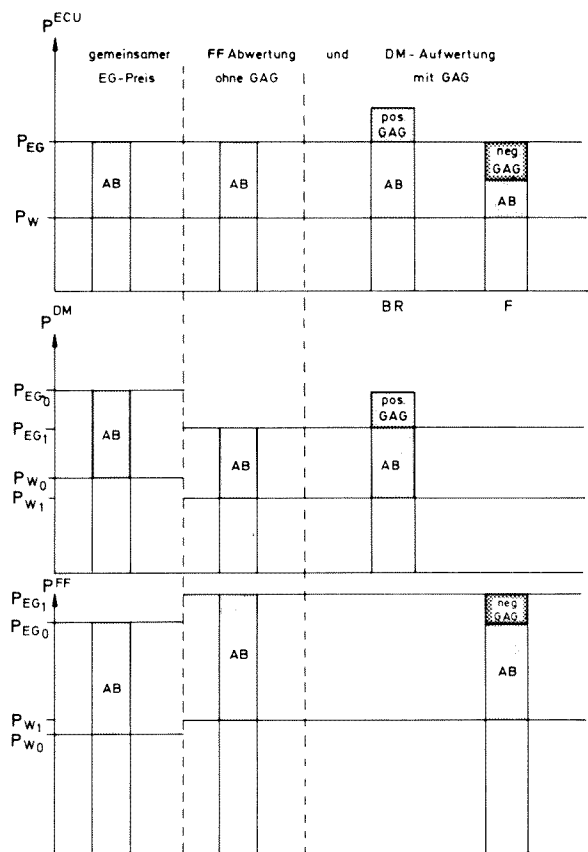 P^ECU
gemeinsamer FF Abwertung und DM-Aufwertung
EG-Preis ohne GAG mit GAG
pos. GAG
P_EG
neg GAG
AB AB AB AB
P_W
BR F
P^DM
P_EG0
pos. GAG
P_EG1
AB AB AB
P_W0
P_W1
P^FF
P_EG1
neg GAG
P_EG0
AB AB AB
P_W1
P_W0